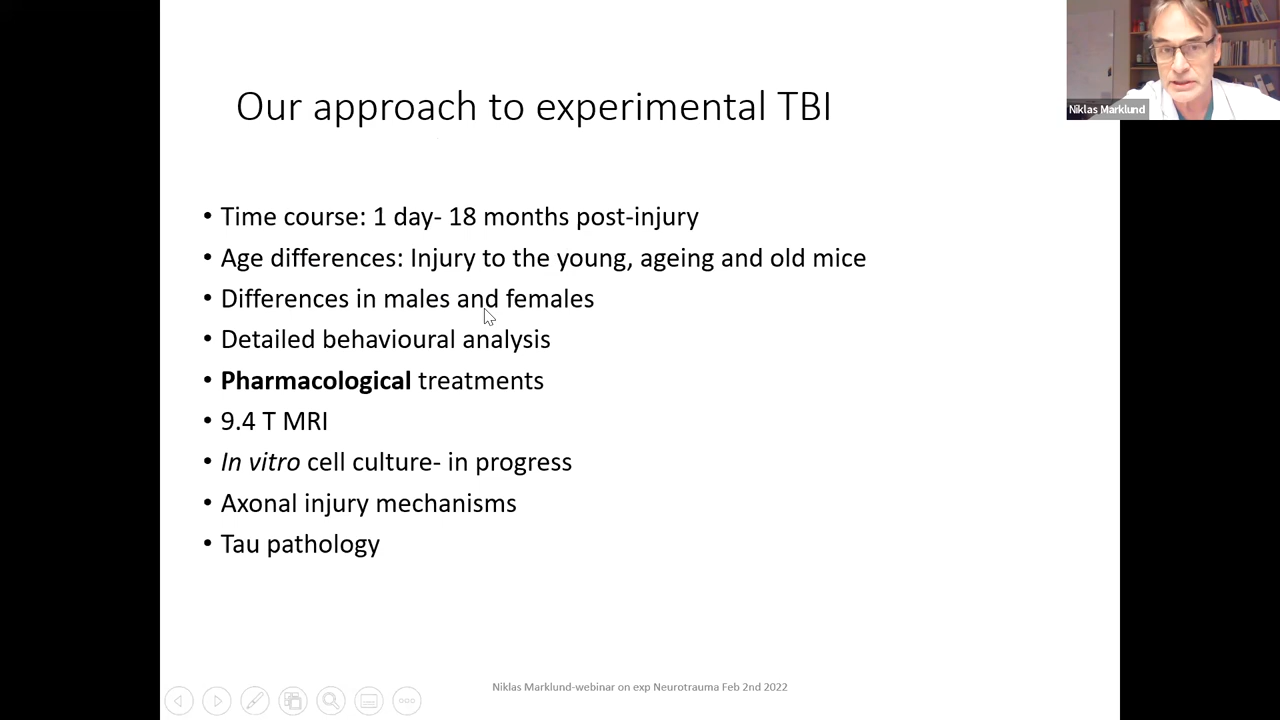 Niklas Marklund
Our approach to experimental TBI
• Time course: 1 day- 18 months post-injury
• Age differences: Injury to the young, ageing and old mice
• Differences in males and females
• Detailed behavioural analysis
• Pharmacological treatments
• 9.4 T MRI
• In vitro cell culture- in progress
• Axonal injury mechanisms
• Tau pathology
Niklas Marklund-webinar on exp Neurotrauma Feb 2nd 2022